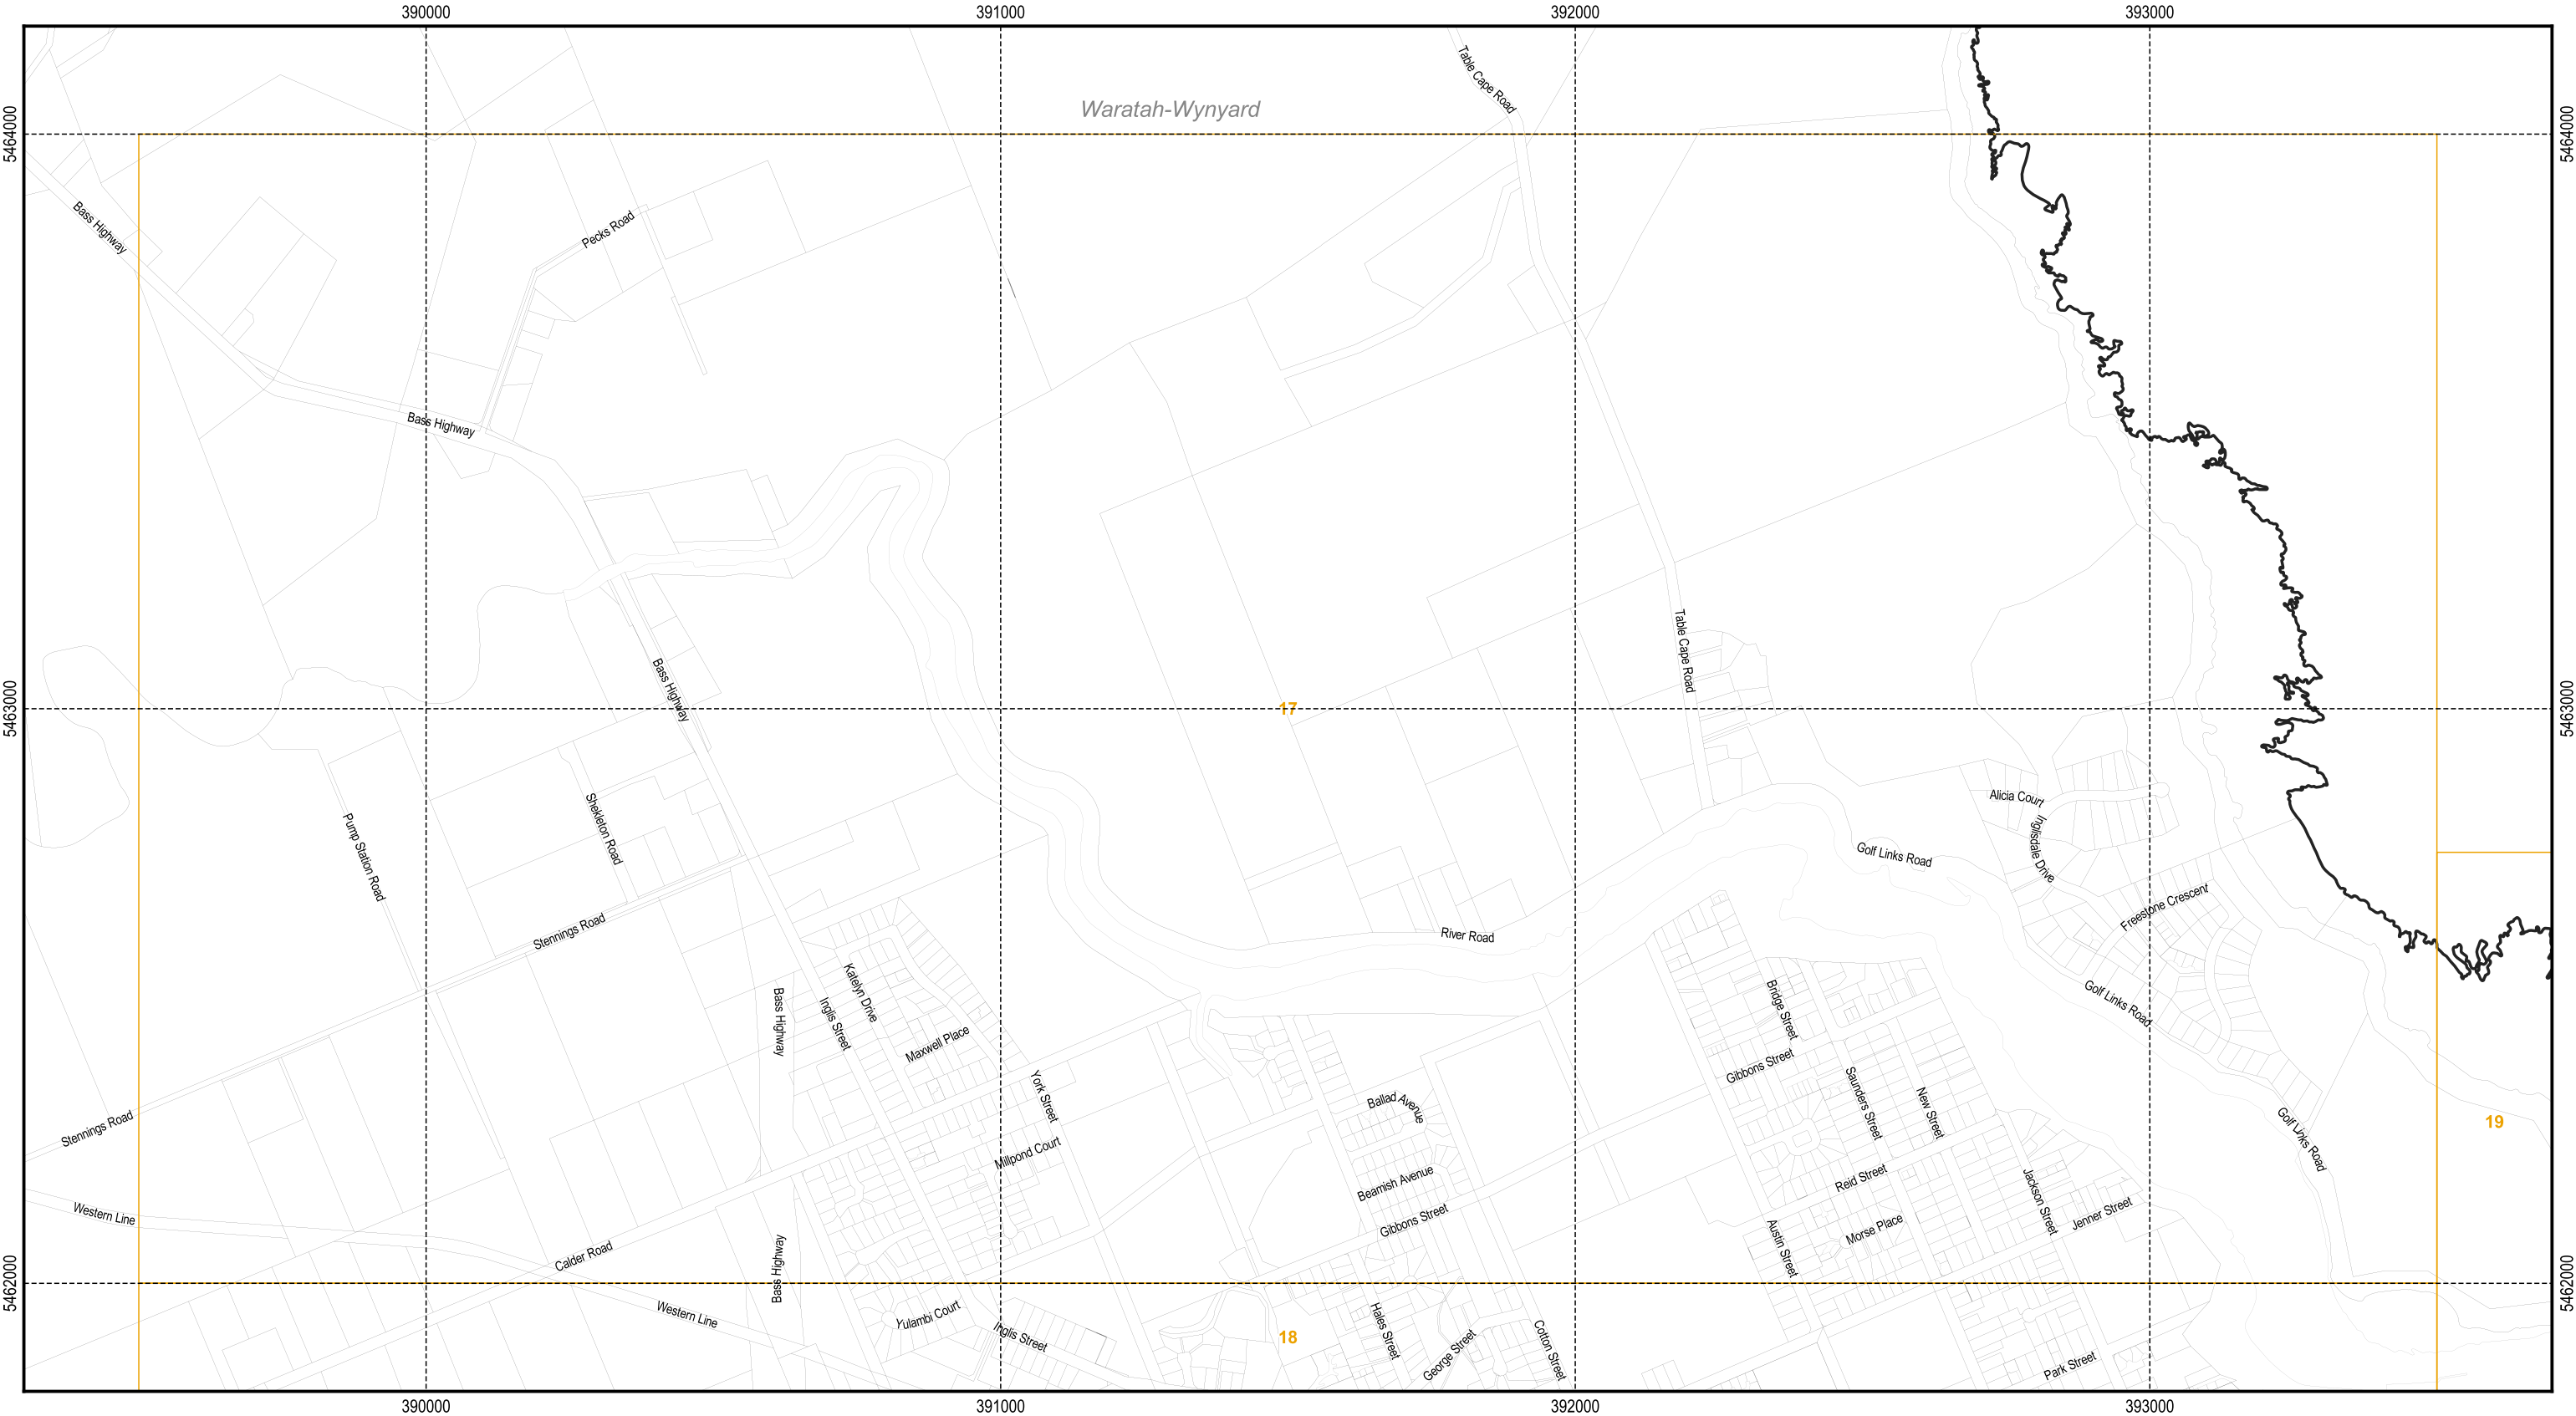 390000
391000
392000
393000
Table Cape Road
Waratah-Wynyard
5464000
5464000
Bass Highway
Pecks Road
Bass Highway
Table Cape Road
Bass Highway
5463000
17
5463000
Alicia Court
Inglisdale Drive
Shekleton Road
Pump Station Road
Golf Links Road
Freestone Crescent
Stennings Road
River Road
Katelyn Drive
Bass Highway
Inglis Street
Bridge Street
Golf Links Road
Maxwell Place
Gibbons Street
York Street
Ballad Avenue
Saunders Street
New Street
Stennings Road
19
Golf Links Road
Millpond Court
Beamish Avenue
Reid Street
Jackson Street
Western Line
Gibbons Street
Morse Place
Jenner Street
Austin Street
Calder Road
Bass Highway
5462000
5462000
Western Line
Yulambi Court
Inglis Street
18
Hales Street
George Street
Cotton Street
Park Street
390000
391000
392000
393000